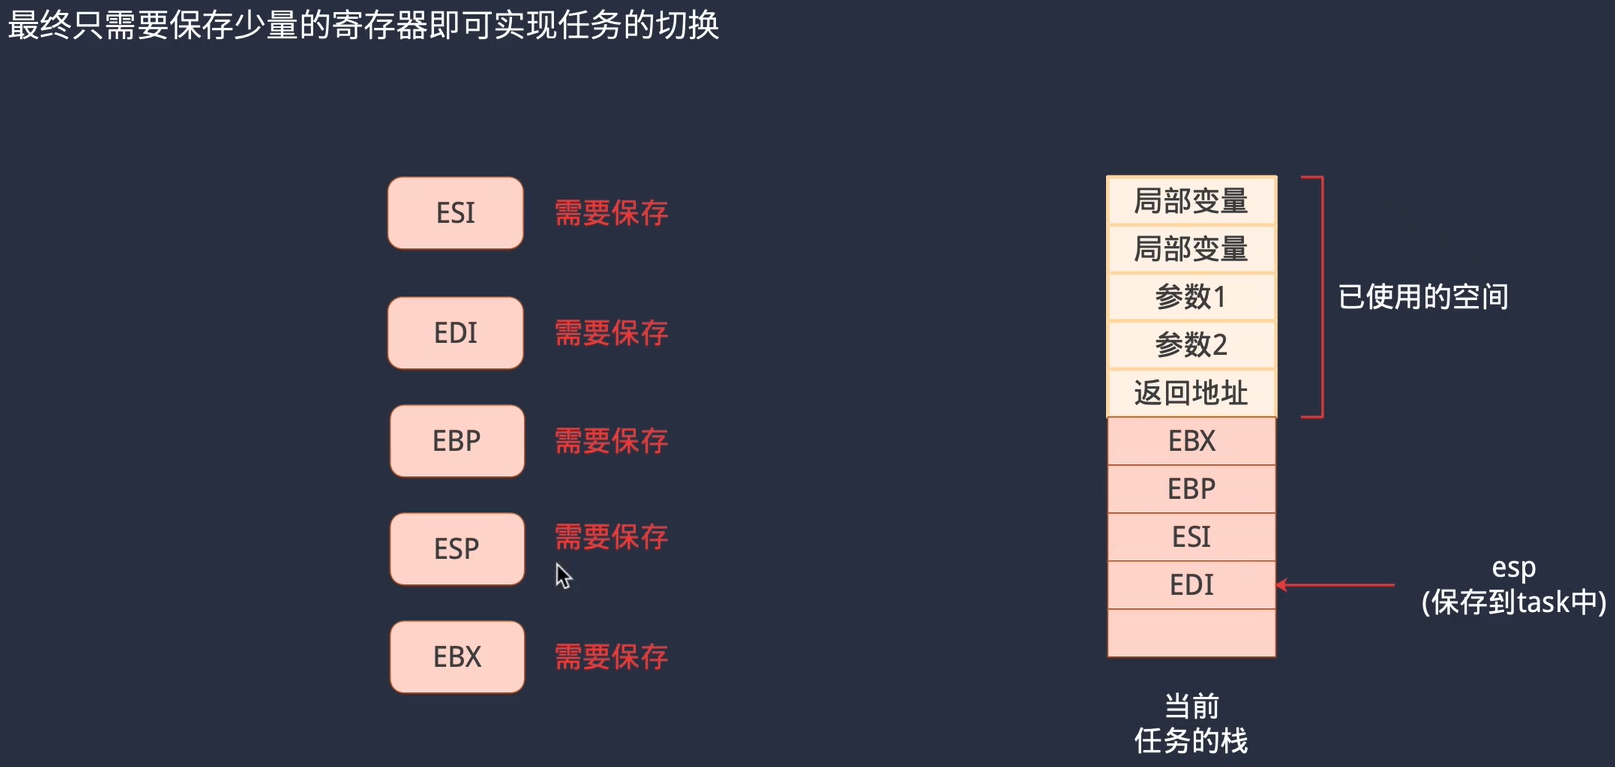 最终只需要保存少量的寄存器即可实现任务的切换
ESI
需要保存
EDI
需要保存
EBP
需要保存
ESP
需要保存
EBX
需要保存
局部变量
局部变量
参数1
参数2
返回地址
EBX
EBP
ESI
EDI
已使用的空间
esp
(保存到task中)
当前
任务的栈